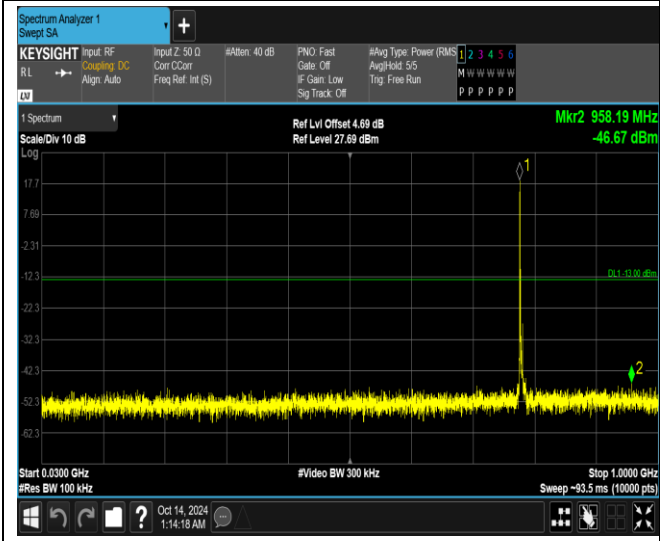 Spectrum Analyzer 1
Swept SA
+
KEYSIGHT
RL
LXI
Input: RF
Coupling: DC
Align: Auto
Input Z: 50 Ω
Corr CCorr
Freq Ref: Int (S)
#Atten: 40 dB
PNO: Fast
Gate: Off
IF Gain: Low
Sig Track: Off
#Avg Type: Power (RMS
Avg|Hold: 5/5
Trig: Free Run
1 2 3 4 5 6
M W W W W W
P P P P P P
1 Spectrum
Scale/Div 10 dB
Log
Ref Lvl Offset 4.69 dB
Ref Level 27.69 dBm
Mkr2 958.19 MHz
-46.67 dBm
1
17.7
7.69
-2.31
-12.3
DL1 -13.00 dBm
-22.3
-32.3
-42.3
2
-52.3
-62.3
Start 0.0300 GHz
#Res BW 100 kHz
#Video BW 300 kHz
Stop 1.0000 GHz
Sweep ~93.5 ms (10000 pts)
?
Oct 14, 2024
1:14:18 AM